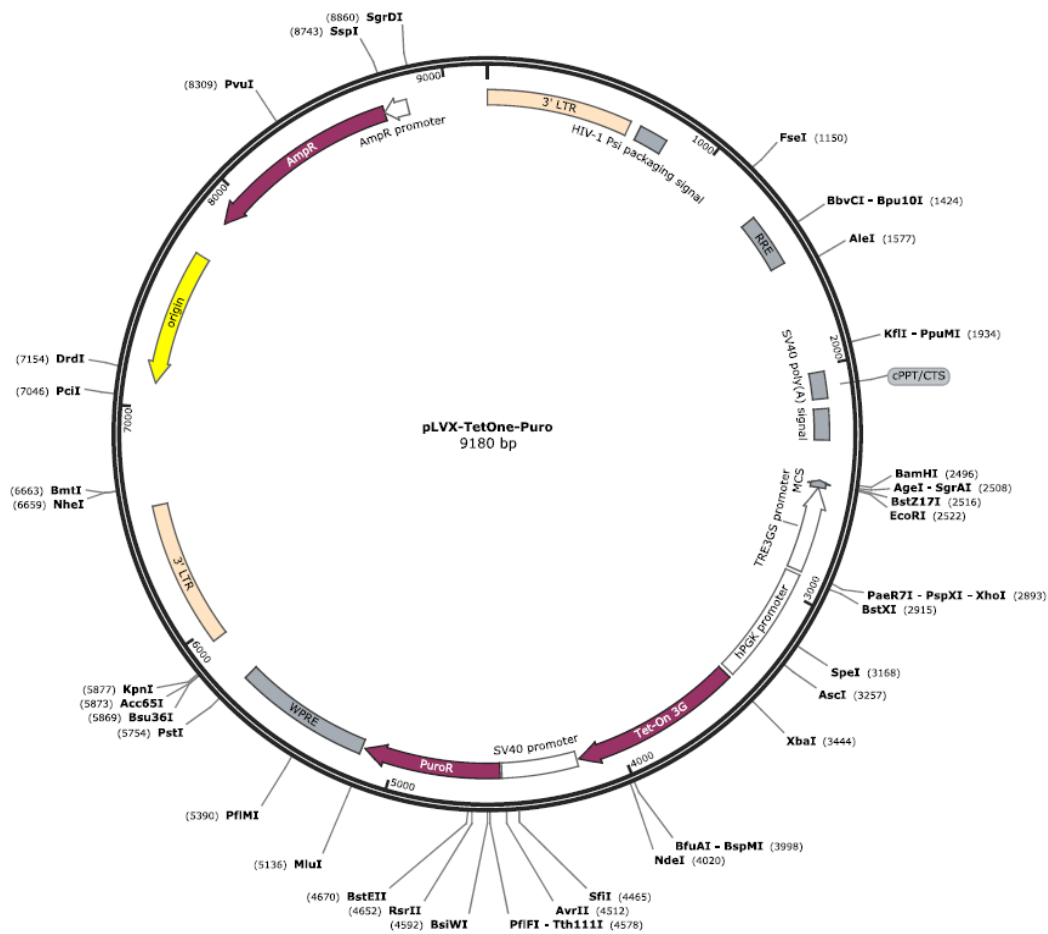 (8860) SgrDI
(8743) SspI
(8309) PvuI
9000
8000
7000
6000
5000
4000
3000
2000
1000
3' LTR
HIV-1 Psi packaging signal
AmpR promoter
AmpR
origin
RRE
SV40 poly(A) signal
cPPT/CTS
FseI (1150)
BbvCI - Bpu10I (1424)
AleI (1577)
KflI - PpuMI (1934)
pLVX-TetOne-Puro
9180 bp
BamHI (2496)
AgeI - SgrAI (2508)
BstZ17I (2516)
EcoRI (2522)
MCS
TRE3GS promoter
hPGK promoter
PaeR7I - PspXI - XhoI (2893)
BstXI (2915)
SpeI (3168)
AscI (3257)
XbaI (3444)
Tet-On 3G
SV40 promoter
PuroR
WPRE
3' LTR
BfuAI - BspMI (3998)
NdeI (4020)
SfiI (4465)
AvrII (4512)
PflFI - Tth111I (4578)
(4592) BsiWI
(4652) RsrII
(4670) BstEII
(5136) MluI
(5390) PflMI
(5754) PstI
(5869) Bsu36I
(5873) Acc65I
(5877) KpnI
(6659) NheI
(6663) BmtI
(7046) PciI
(7154) DrdI